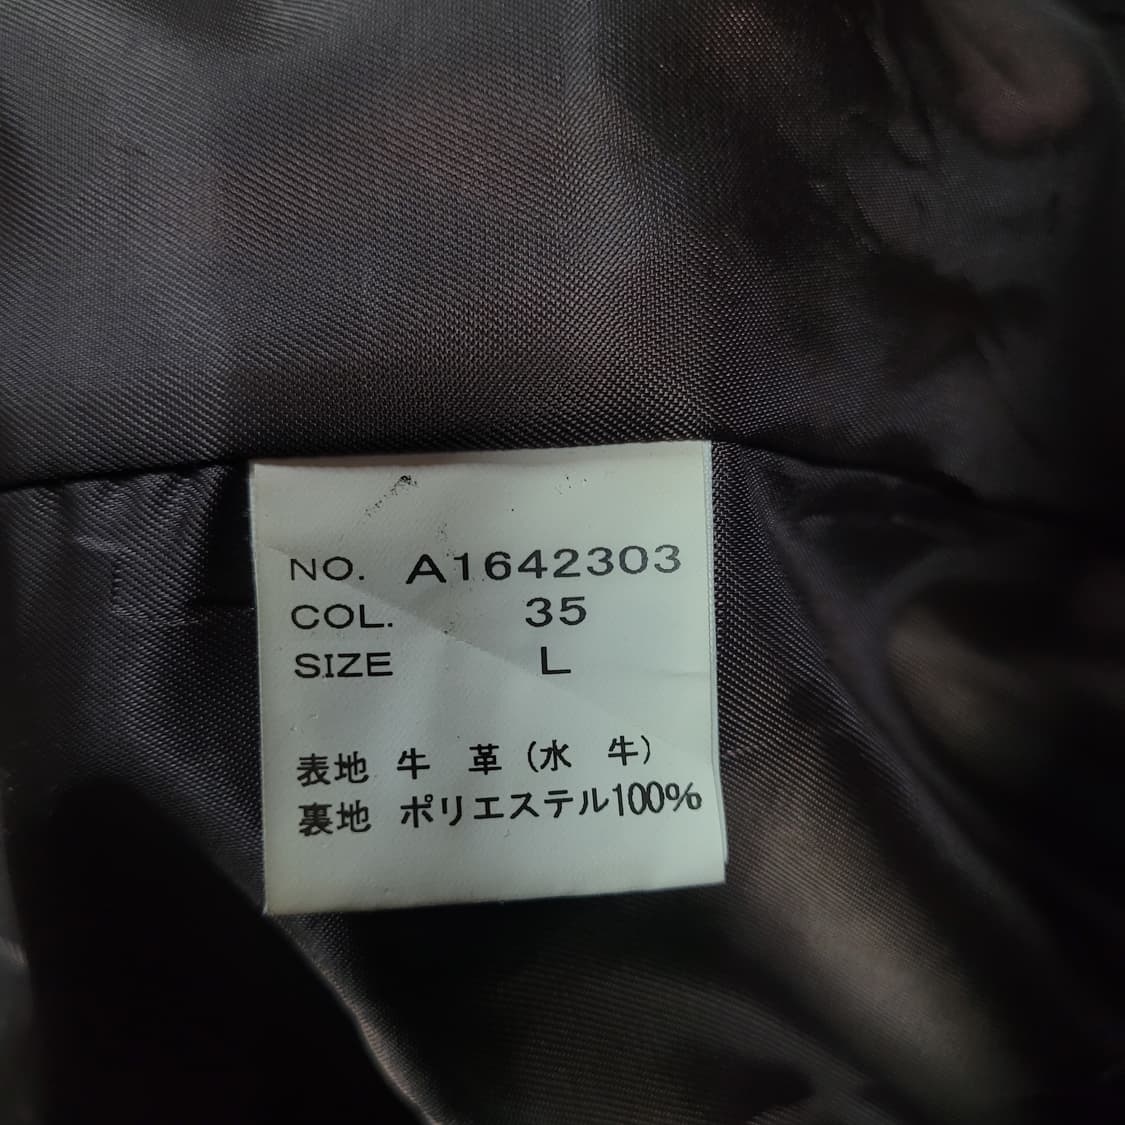 NO. A1642303
COL. 35
SIZE L
表地 牛 革（水 牛）
裏地 ポリエステル100%